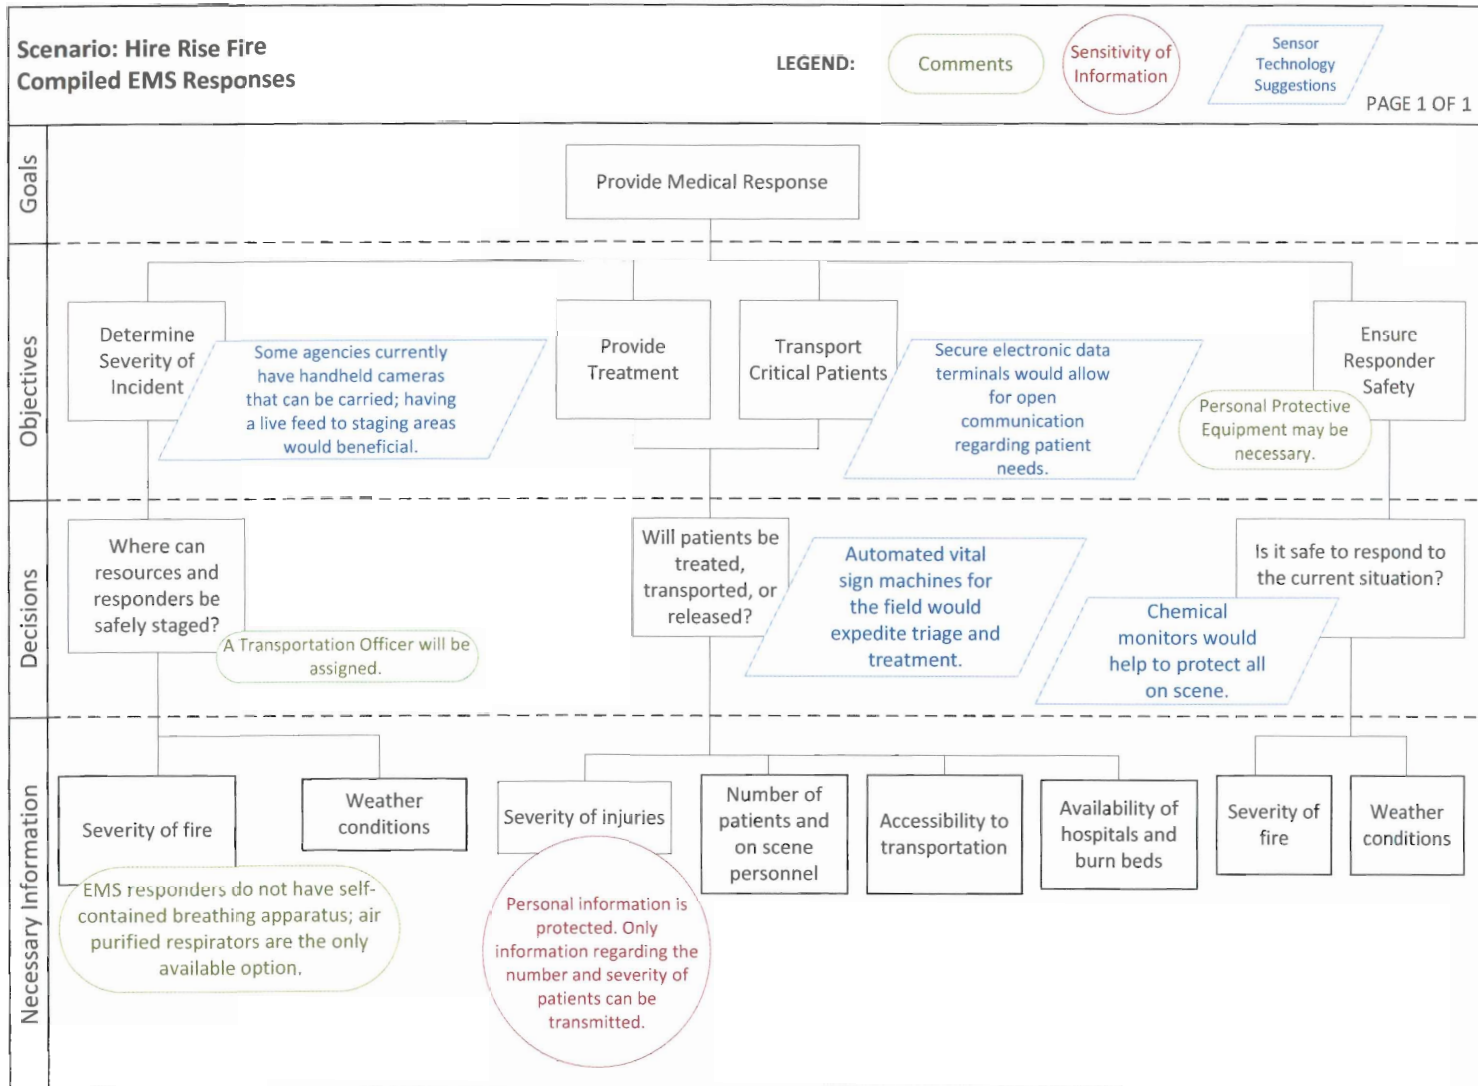 Scenario: Hire Rise Fire
Compiled EMS Responses
LEGEND:
Comments
Sensitivity of
Information
Sensor
Technology
Suggestions
PAGE 1 OF 1
Goals
Provide Medical Response
Objectives
Determine
Severity of
Incident
Some agencies currently
have handheld cameras
that can be carried; having
a live feed to staging areas
would beneficial.
Provide
Treatment
Transport
Critical Patients
Secure electronic data
terminals would allow
for open
communication
regarding patient
needs.
Ensure
Responder
Safety
Personal Protective
Equipment may be
necessary.
Decisions
Where can
resources and
responders be
safely staged?
A Transportation Officer will be
assigned.
Will patients be
treated,
transported, or
released?
Automated vital
sign machines for
the field would
expedite triage and
treatment.
Is it safe to respond to
the current situation?
Chemical
monitors would
help to protect all
on scene.
Necessary Information
Severity of fire
EMS responders do not have self-
contained breathing apparatus; air
purified respirators are the only
available option.
Weather
conditions
Severity of injuries
Personal information is
protected. Only
information regarding the
number and severity of
patients can be
transmitted.
Number of
patients and
on scene
personnel
Accessibility to
transportation
Availability of
hospitals and
burn beds
Severity of
fire
Weather
conditions